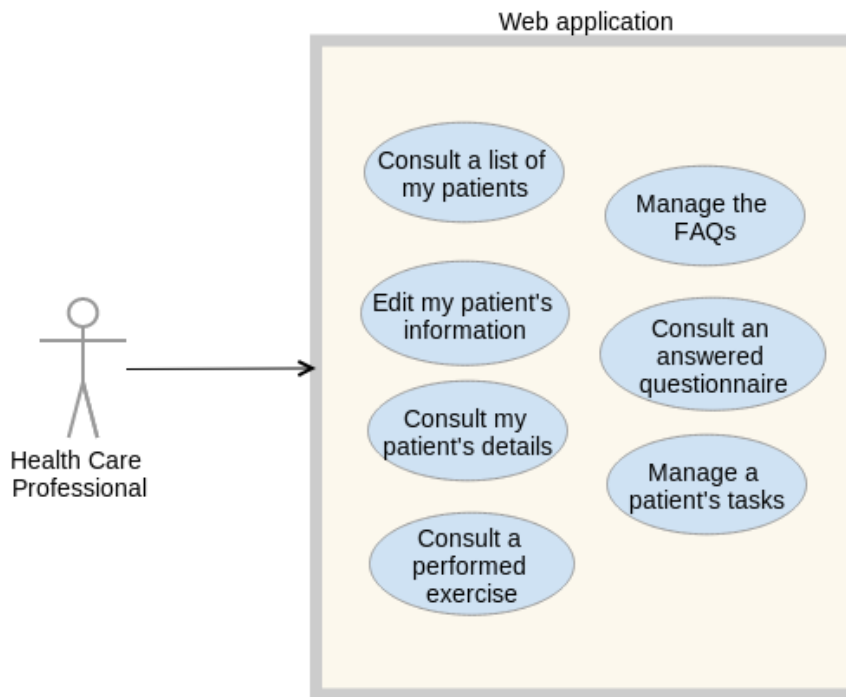 Web application
Consult a list of
my patients
Manage the
FAQs
Edit my patient's
information
Consult an
answered
questionnaire
Consult my
patient's details
Manage a
patient's tasks
Consult a
performed
exercise
Health Care
Professional